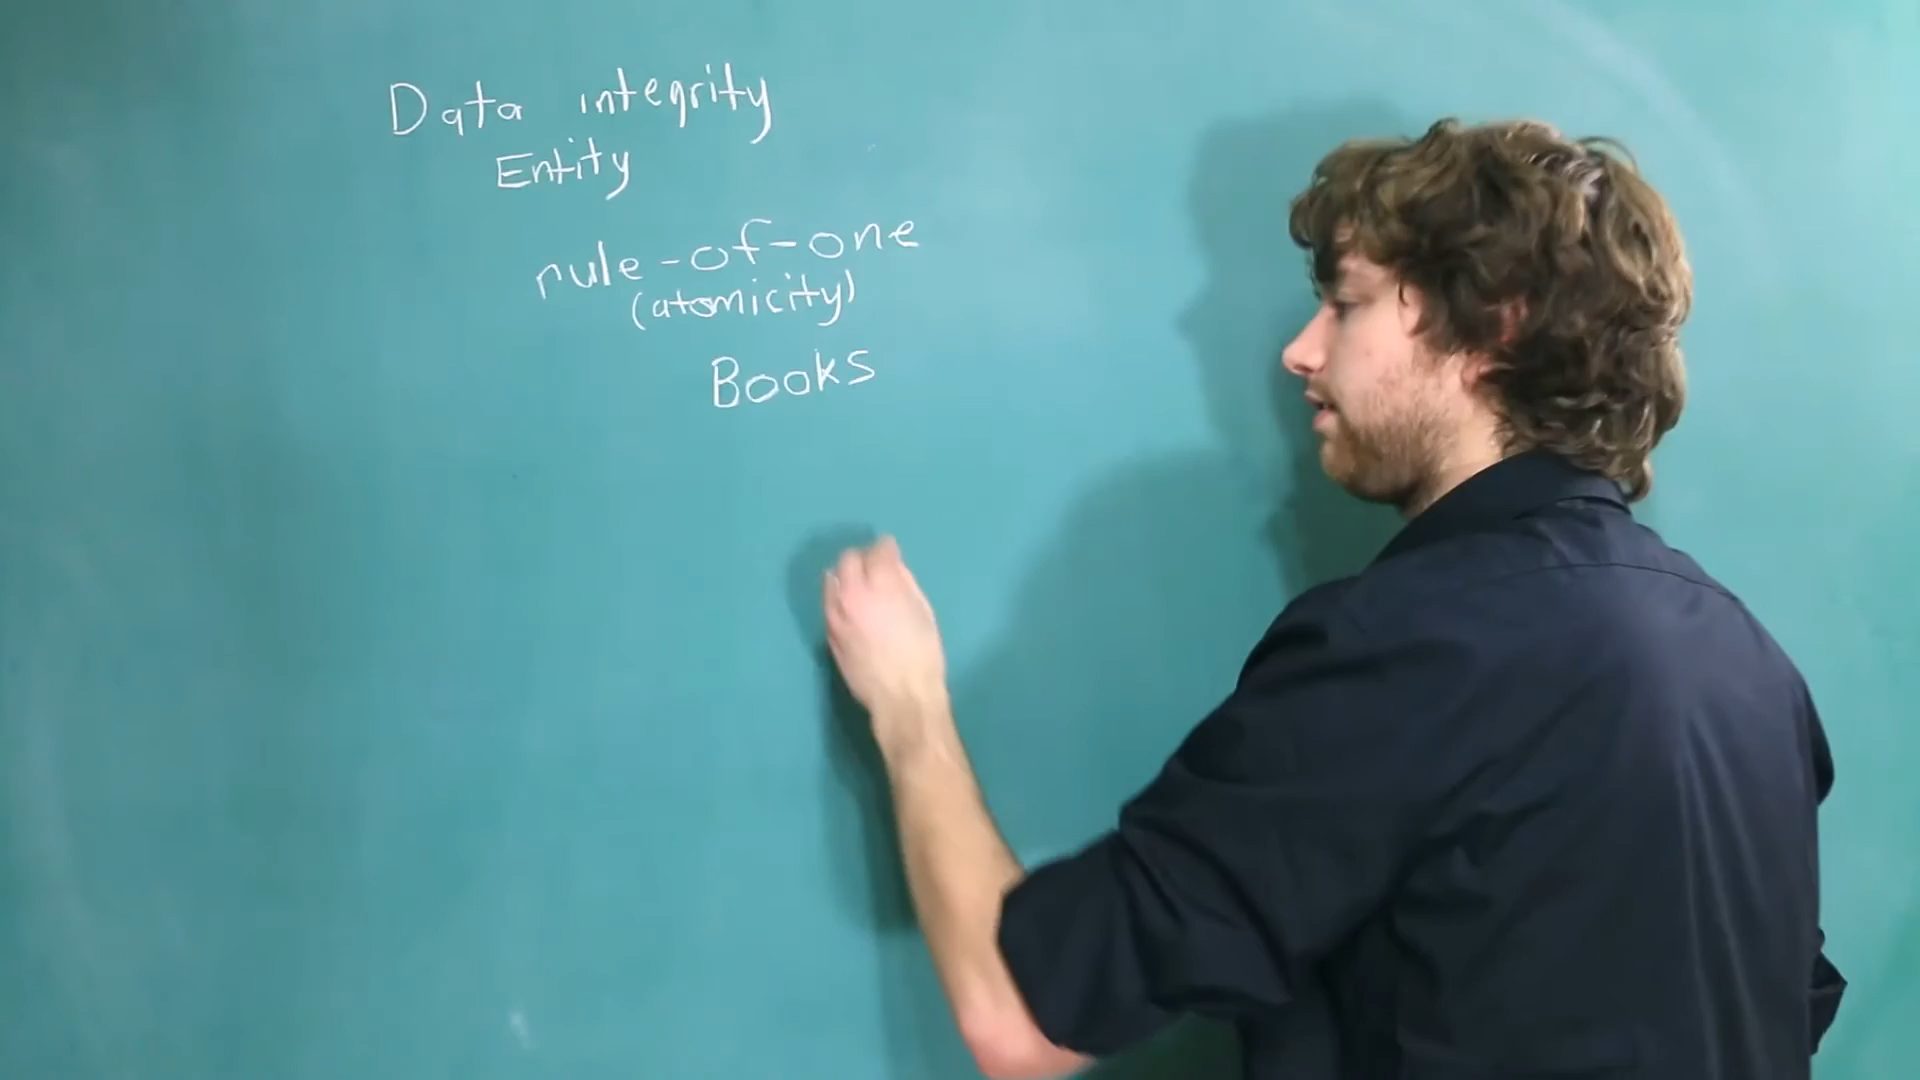 Data integrity
Entity
rule-of-one
(atomicity)
Books